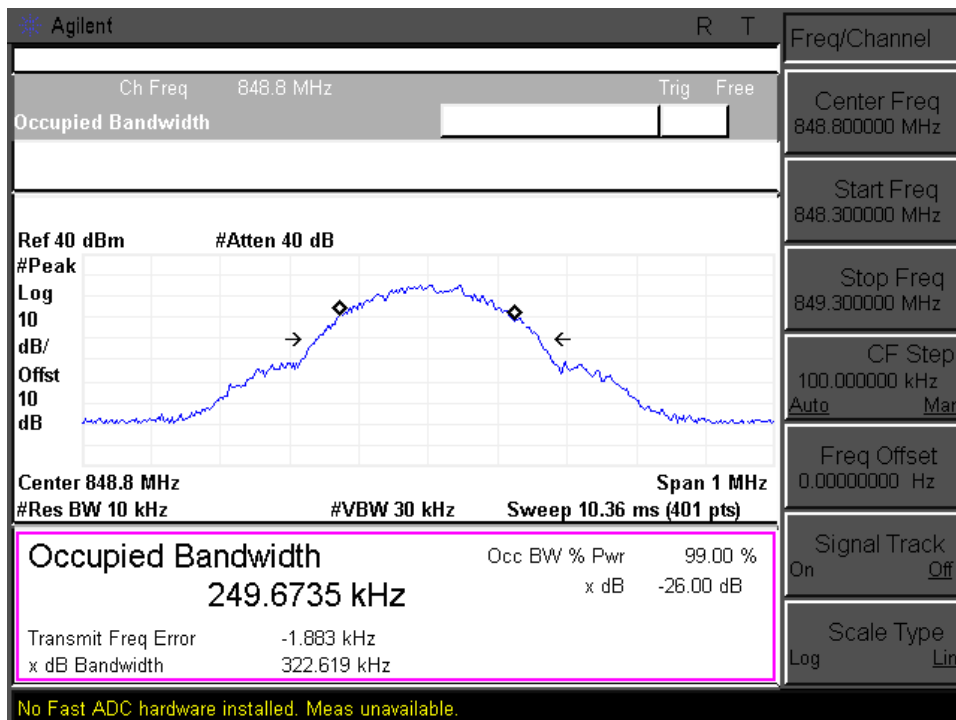 Agilent R T
Ch Freq 848.8 MHz Trig Free
Occupied Bandwidth
Ref 40 dBm #Atten 40 dB
#Peak
Log
10
dB/
Offst
10
dB
Center 848.8 MHz Span 1 MHz
#Res BW 10 kHz #VBW 30 kHz Sweep 10.36 ms (401 pts)
Occupied Bandwidth Occ BW % Pwr 99.00 %
249.6735 kHz x dB -26.00 dB
Transmit Freq Error -1.883 kHz
x dB Bandwidth 322.619 kHz
No Fast ADC hardware installed. Meas unavailable.
Freq/Channel
Center Freq
848.800000 MHz
Start Freq
848.300000 MHz
Stop Freq
849.300000 MHz
CF Step
100.000000 kHz
Auto Man
Freq Offset
0.00000000 Hz
Signal Track
On Off
Scale Type
Log Lin